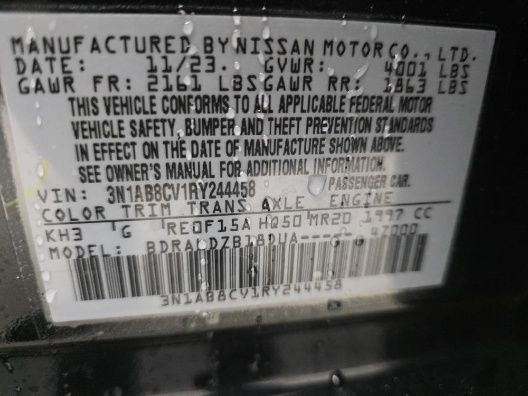 MANUFACTURED BY NISSAN MOTOR CO., LTD.
DATE: 11/23. GVWR: 4001 LBS
GAWR FR: 2161 LBS GAWR RR: 1863 LBS
THIS VEHICLE CONFORMS TO ALL APPLICABLE FEDERAL MOTOR
VEHICLE SAFETY, BUMPER AND THEFT PREVENTION STANDARDS
IN EFFECT ON THE DATE OF MANUFACTURE SHOWN ABOVE.
SEE OWNER'S MANUAL FOR ADDITIONAL INFORMATION.
VIN: 3N1AB8CV1RY244458 /PASSENGER CAR.
COLOR TRIM TRANS AXLE ENGINE
KH3 G RE0F15A HQ50 MR20 1997 CC
MODEL: 47000
3N1AB8CV1RY244458